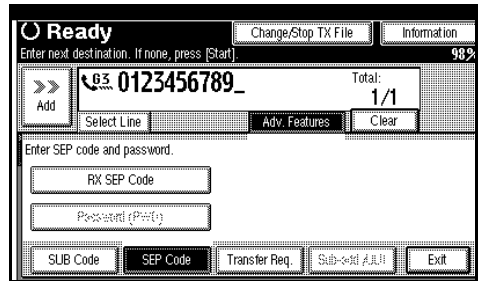 Ready
Change/Stop TX File
Information
Enter next destination. If none, press [Start].
98%
Add
G3 0123456789_
Total:
1/1
Select Line
Adv. Features
Clear
Enter SEP code and password.
RX SEP Code
Password (PWD)
SUB Code
SEP Code
Transfer Req.
Exit